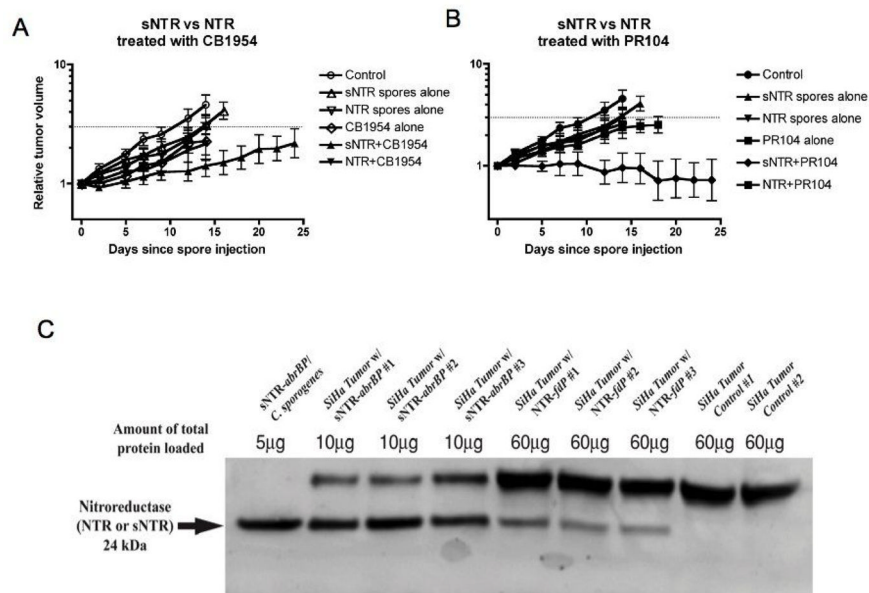 A
sNTR vs NTR
treated with CB1954
10
1
Relative tumor volume
0 5 10 15 20 25
Days since spore injection
Control
sNTR spores alone
NTR spores alone
CB1954 alone
sNTR+CB1954
NTR+CB1954
B
sNTR vs NTR
treated with PR104
10
1
0 5 10 15 20 25
Days since spore injection
Control
sNTR spores alone
NTR spores alone
PR104 alone
sNTR+PR104
NTR+PR104
C
sNTR-abrBP/
C. sporogenes
SiHa Tumor w/
sNTR-abrBP #1
SiHa Tumor w/
sNTR-abrBP #2
SiHa Tumor w/
sNTR-abrBP #3
SiHa Tumor w/
NTR-fdP #1
SiHa Tumor w/
NTR-fdP #2
SiHa Tumor w/
NTR-fdP #3
SiHa Tumor
Control #1
SiHa Tumor
Control #2
Amount of total
protein loaded
5µg 10µg 10µg 10µg 60µg 60µg 60µg 60µg 60µg
Nitroreductase
(NTR or sNTR)
24 kDa